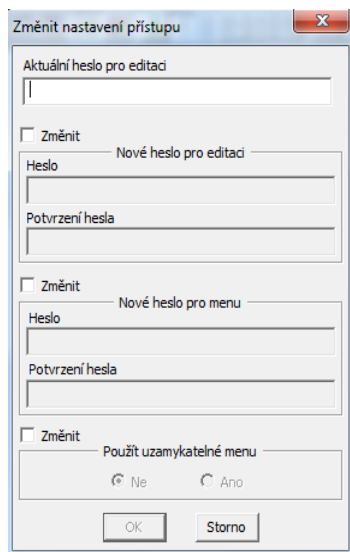 Změnit nastavení přístupu
Aktuální heslo pro editaci
Změnit
Nové heslo pro editaci
Heslo
Potvrzení hesla
Změnit
Nové heslo pro menu
Heslo
Potvrzení hesla
Změnit
Použít uzamykatelné menu
Ne Ano
OK Storno